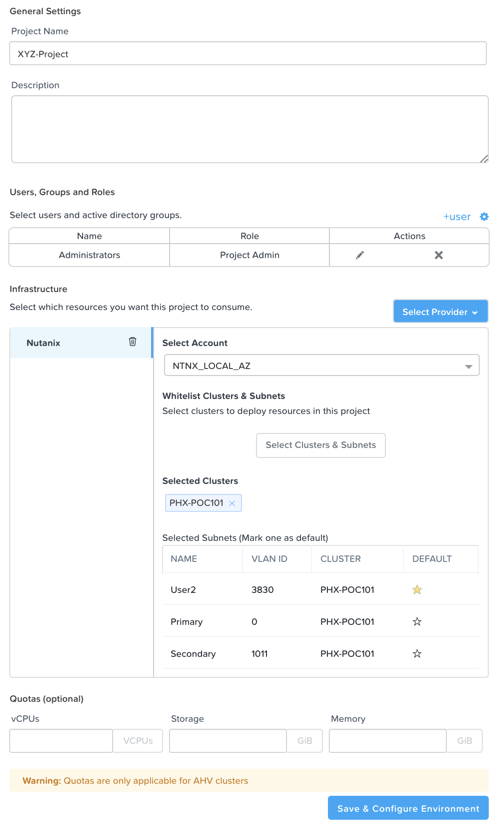 General Settings
Project Name
XYZ-Project
Description
Users, Groups and Roles
Select users and active directory groups.
+user
Name Role Actions
Administrators Project Admin
Infrastructure
Select which resources you want this project to consume.
Select Provider
Nutanix
Select Account
NTNX_LOCAL_AZ
Whitelist Clusters & Subnets
Select clusters to deploy resources in this project
Select Clusters & Subnets
Selected Clusters
PHX-POC101
Selected Subnets (Mark one as default)
NAME VLAN ID CLUSTER DEFAULT
User2 3830 PHX-POC101
Primary 0 PHX-POC101
Secondary 1011 PHX-POC101
Quotas (optional)
vCPUs Storage Memory
VCPUs GiB GiB
Warning: Quotas are only applicable for AHV clusters
Save & Configure Environment